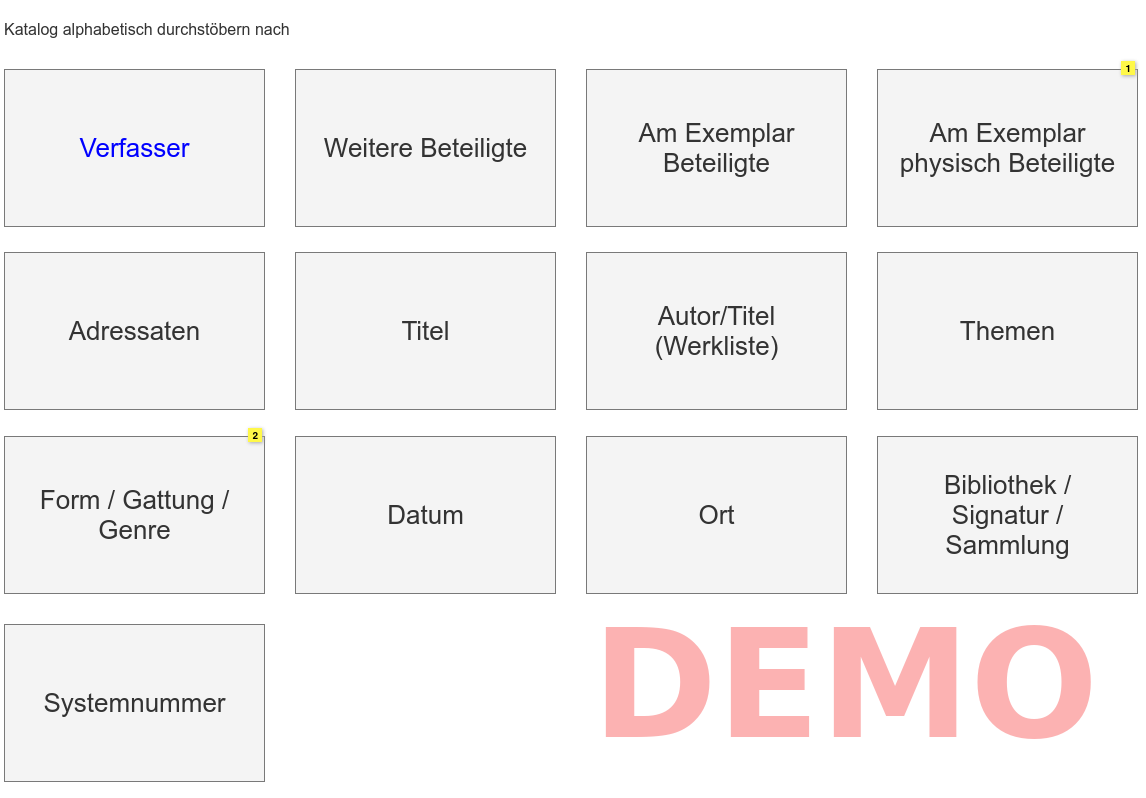 Katalog alphabetisch durchstöbern nach
Verfasser
Weitere Beteiligte
Am Exemplar
Beteiligte
1
Am Exemplar
physisch Beteiligte
Adressaten
Titel
Autor/Titel
(Werkliste)
Themen
2
Form / Gattung /
Genre
Datum
Ort
Bibliothek /
Signatur /
Sammlung
Systemnummer
DEMO